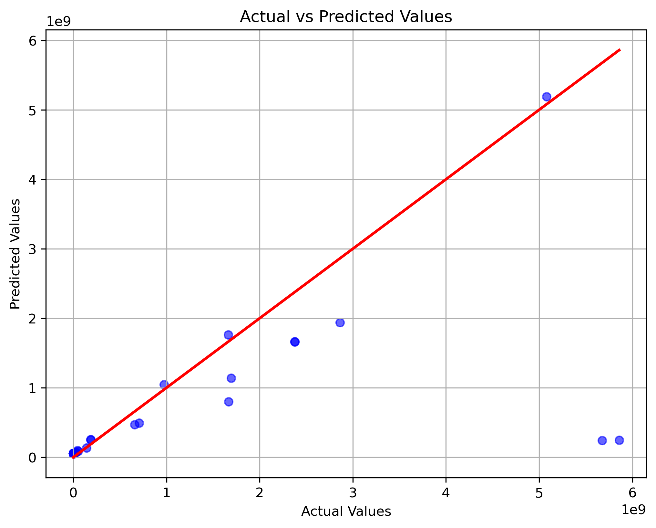 Actual vs Predicted Values
1e9
6
5
4
3
2
1
0
Predicted Values
0 1 2 3 4 5 6
1e9
Actual Values